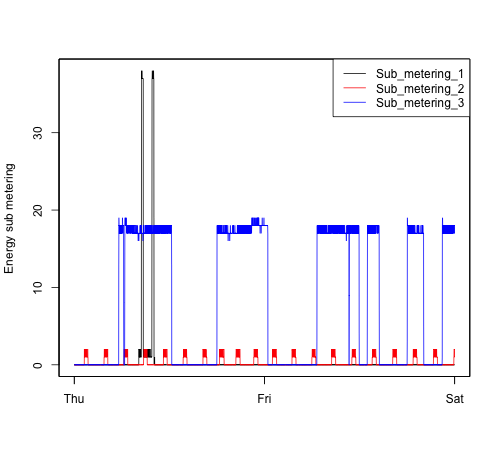 Sub_metering_1
Sub_metering_2
Sub_metering_3
Energy sub metering
30
20
10
0
Thu
Fri
Sat